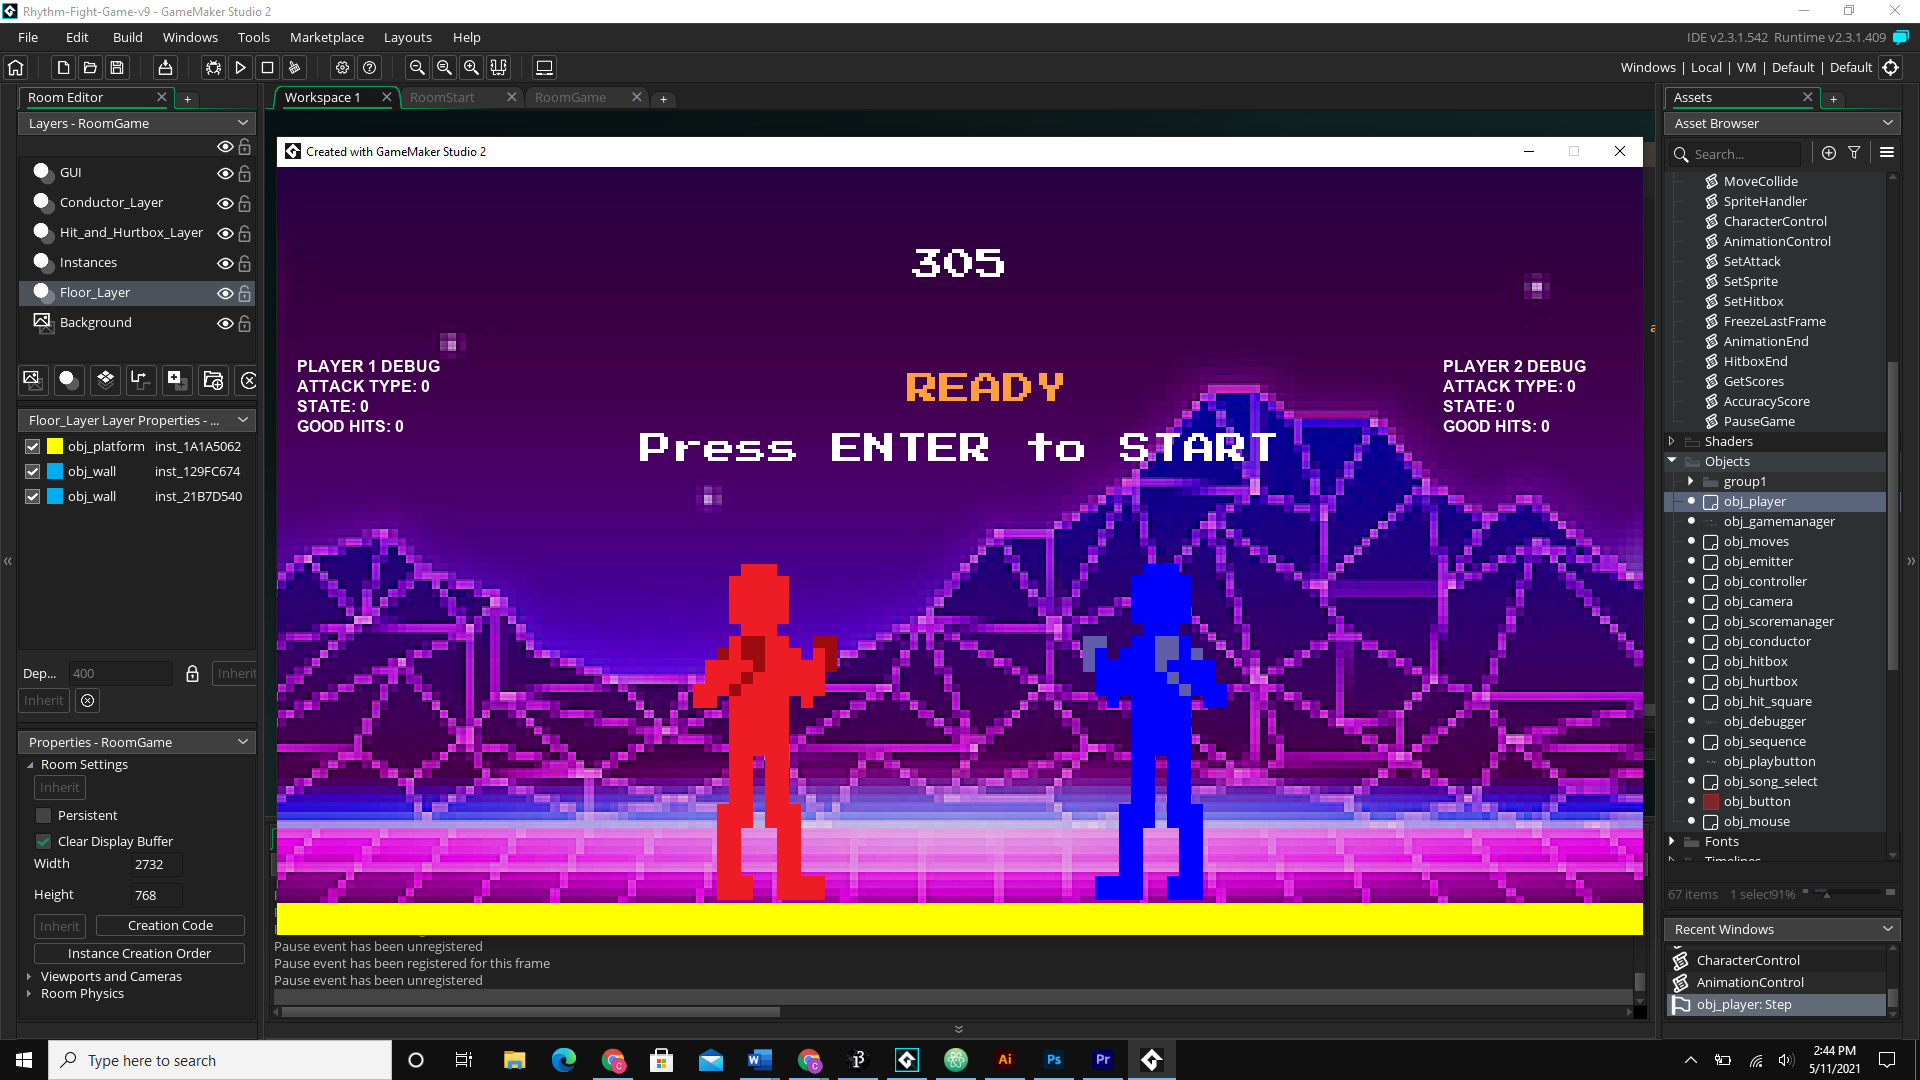 Rhythm-Fight-Game-v9 - GameMaker Studio 2
File Edit Build Windows Tools Marketplace Layouts Help
IDE v2.3.1.542 Runtime v2.3.1.409
Windows | Local | VM | Default | Default
Room Editor
Workspace 1
RoomStart
RoomGame
Assets
Layers - RoomGame
GUI
Conductor_Layer
Hit_and_Hurtbox_Layer
Instances
Floor_Layer
Background
Floor_Layer Layer Properties - ...
obj_platform inst_1A1A5062
obj_wall inst_129FC674
obj_wall inst_21B7D540
Dep... 400
Inherit
Inherit
Properties - RoomGame
Room Settings
Inherit
Persistent
Clear Display Buffer
Width 2732
Height 768
Inherit
Creation Code
Instance Creation Order
Viewports and Cameras
Room Physics
Created with GameMaker Studio 2
305
PLAYER 1 DEBUG
ATTACK TYPE: 0
STATE: 0
GOOD HITS: 0
READY
Press ENTER to START
PLAYER 2 DEBUG
ATTACK TYPE: 0
STATE: 0
GOOD HITS: 0
Pause event has been unregistered
Pause event has been registered for this frame
Pause event has been unregistered
Asset Browser
Search...
MoveCollide
SpriteHandler
CharacterControl
AnimationControl
SetAttack
SetSprite
SetHitbox
FreezeLastFrame
AnimationEnd
HitboxEnd
GetScores
AccuracyScore
PauseGame
Shaders
Objects
group1
obj_player
obj_gamemanager
obj_moves
obj_emitter
obj_controller
obj_camera
obj_scoremanager
obj_conductor
obj_hitbox
obj_hurtbox
obj_hit_square
obj_debugger
obj_sequence
obj_playbutton
obj_song_select
obj_button
obj_mouse
Fonts
Timelines
67 items 1 select 91%
Recent Windows
CharacterControl
AnimationControl
obj_player: Step
Type here to search
2:44 PM
5/11/2021